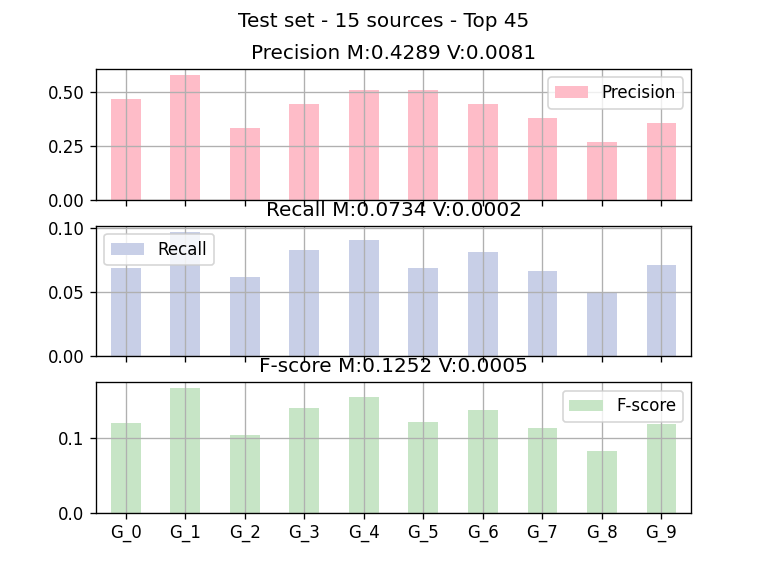 Test set - 15 sources - Top 45
Precision M:0.4289 V:0.0081
0.50
0.25
0.00
Precision
Recall M:0.0734 V:0.0002
0.10
0.05
0.00
Recall
F-score M:0.1252 V:0.0005
0.1
0.0
F-score
G_0 G_1 G_2 G_3 G_4 G_5 G_6 G_7 G_8 G_9